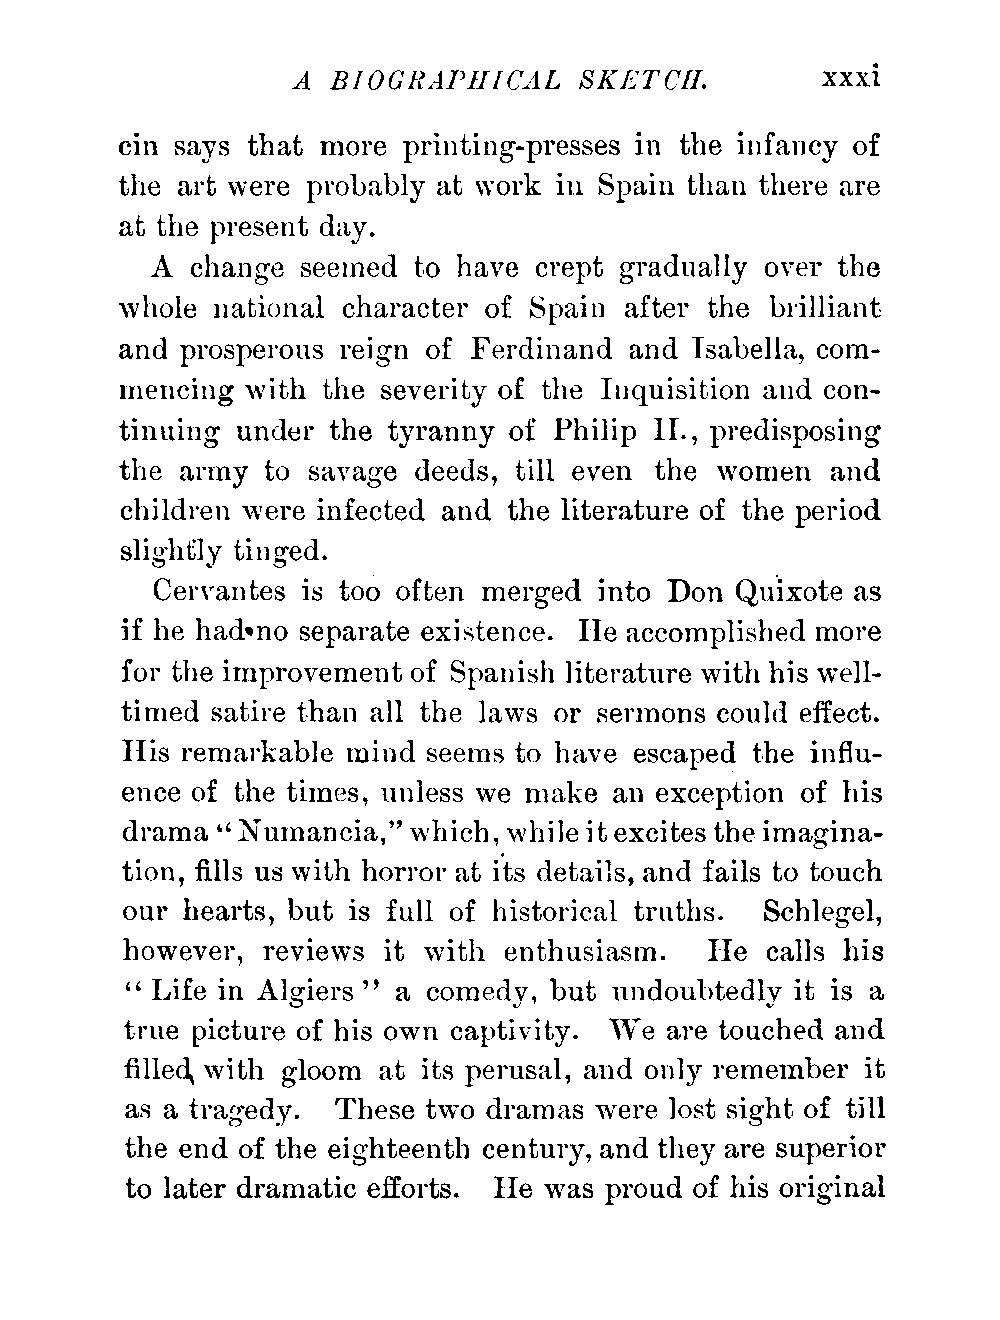 A BIOGRAPHICAL SKETCH. xxxi
cin says that more printing-presses in the infancy of
the art were probably at work in Spain than there are
at the present day.
A change seemed to have crept gradually over the
whole national character of Spain after the brilliant
and prosperous reign of Ferdinand and Isabella, com-
mencing with the severity of the Inquisition and con-
tinuing under the tyranny of Philip II., predisposing
the army to savage deeds, till even the women and
children were infected and the literature of the period
slightly tinged.
Cervantes is too often merged into Don Quixote as
if he had no separate existence. He accomplished more
for the improvement of Spanish literature with his well-
timed satire than all the laws or sermons could effect.
His remarkable mind seems to have escaped the influ-
ence of the times, unless we make an exception of his
drama "Numancia," which, while it excites the imagina-
tion, fills us with horror at its details, and fails to touch
our hearts, but is full of historical truths. Schlegel,
however, reviews it with enthusiasm. He calls his
"Life in Algiers" a comedy, but undoubtedly it is a
true picture of his own captivity. We are touched and
filled with gloom at its perusal, and only remember it
as a tragedy. These two dramas were lost sight of till
the end of the eighteenth century, and they are superior
to later dramatic efforts. He was proud of his original